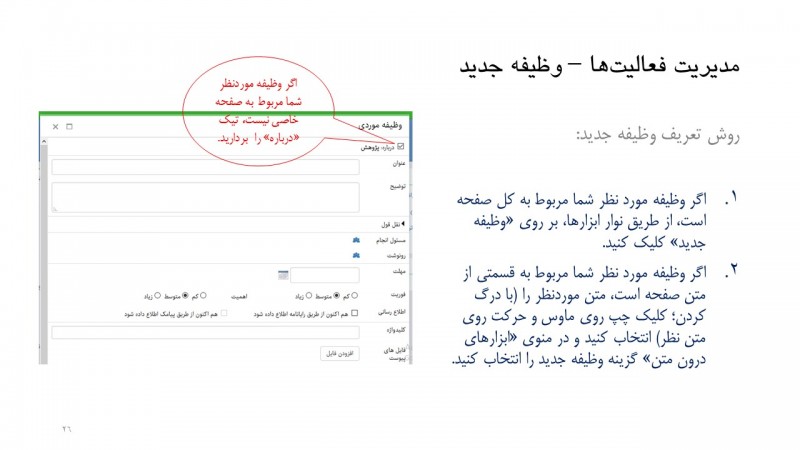 مدیریت فعالیت‌ها – وظیفه جدید
روش تعریف وظیفه جدید:
۱. اگر وظیفه مورد نظر شما مربوط به کل صفحه
است، از طریق نوار ابزارها، بر روی «وظیفه
جدید» کلیک کنید.
۲. اگر وظیفه مورد نظر شما مربوط به قسمتی از
متن صفحه است، متن موردنظر را (با درگ
کردن؛ کلیک چپ روی ماوس و حرکت روی
متن نظر) انتخاب کنید و در منوی «ابزارهای
درون متن» گزینه وظیفه جدید را انتخاب کنید.
اگر وظیفه موردنظر
شما مربوط به صفحه
خاصی نیست، تیک
«درباره» را بردارید.
وظیفه موردی
درباره: پژوهش
عنوان
توضیح
نقل قول
مسئول انجام
رونوشت
مهلت
فوریت کم متوسط زیاد اهمیت کم متوسط زیاد
اطلاع رسانی هم اکنون از طریق رایانامه اطلاع داده شود هم اکنون از طریق پیامک اطلاع داده شود
کلیدواژه
فایل های
پیوست
افزودن فایل
۲۶